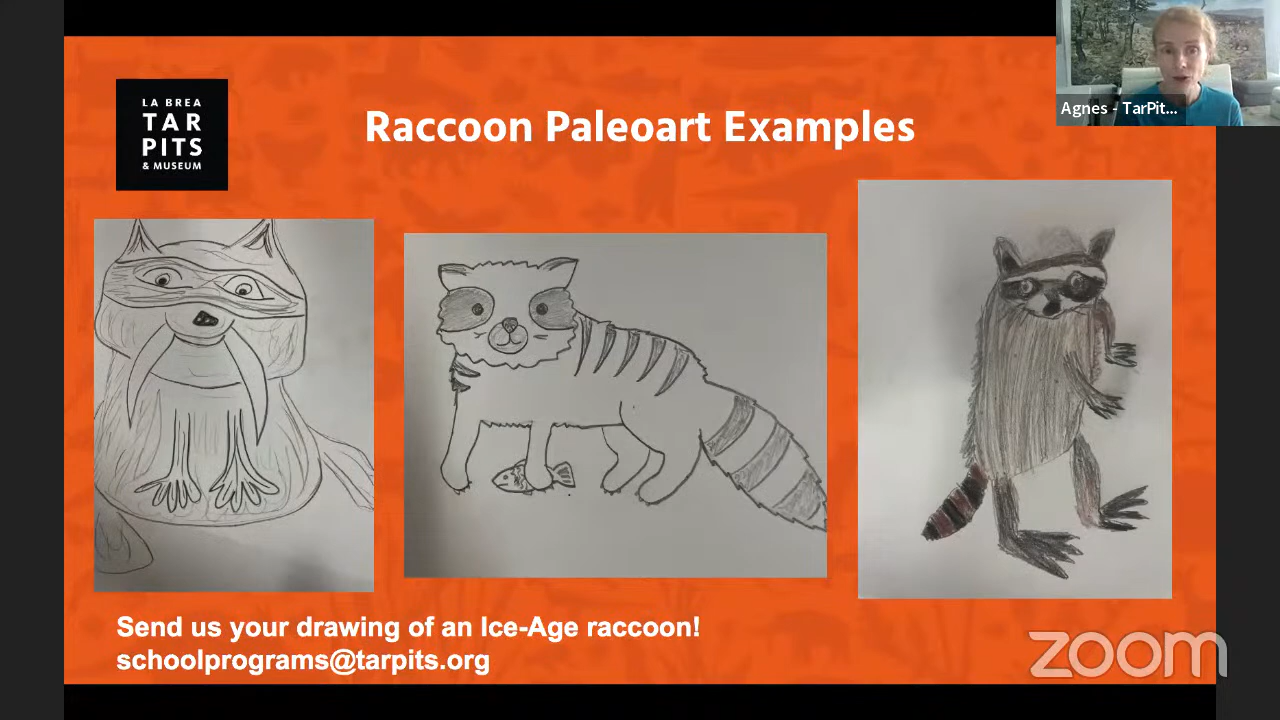 LA BREA
TAR
PITS
& MUSEUM
Raccoon Paleoart Examples
Agnes - TarPit...
Send us your drawing of an Ice-Age raccoon!
schoolprograms@tarpits.org
zoom